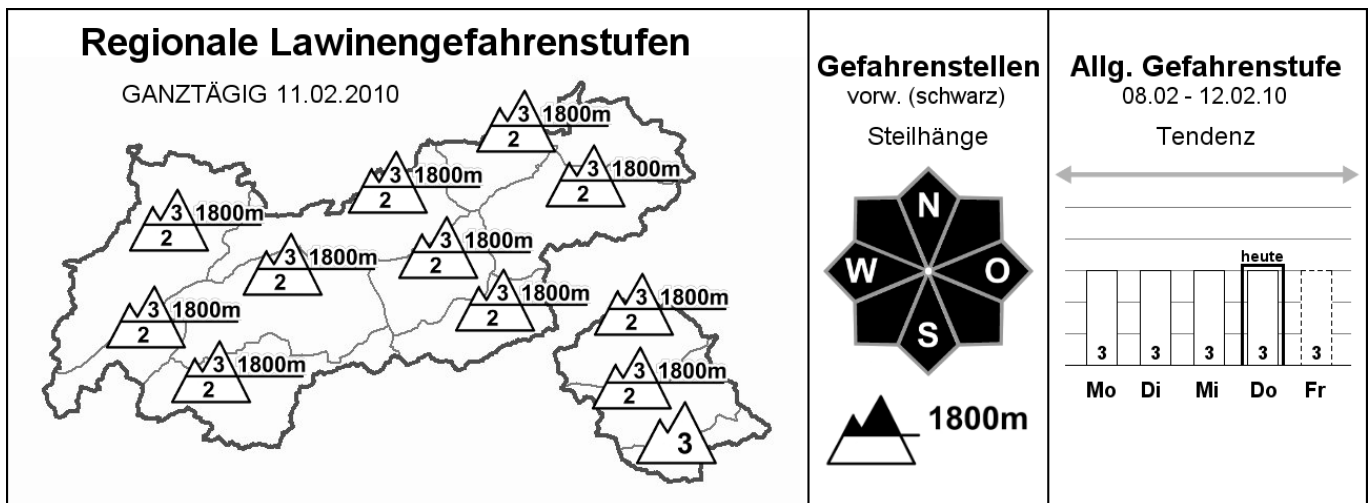 Regionale Lawinengefahrenstufen
GANZTÄGIG 11.02.2010
3 1800m
2
3 1800m
2
3 1800m
2
3 1800m
2
3 1800m
2
3 1800m
2
3 1800m
2
3 1800m
2
3 1800m
2
3 1800m
2
3 1800m
2
3 1800m
2
3
Gefahrenstellen
vorw. (schwarz)
Steilhänge
N
W O
S
1800m
Allg. Gefahrenstufe
08.02 - 12.02.10
Tendenz
heute
3 3 3 3 3
Mo Di Mi Do Fr